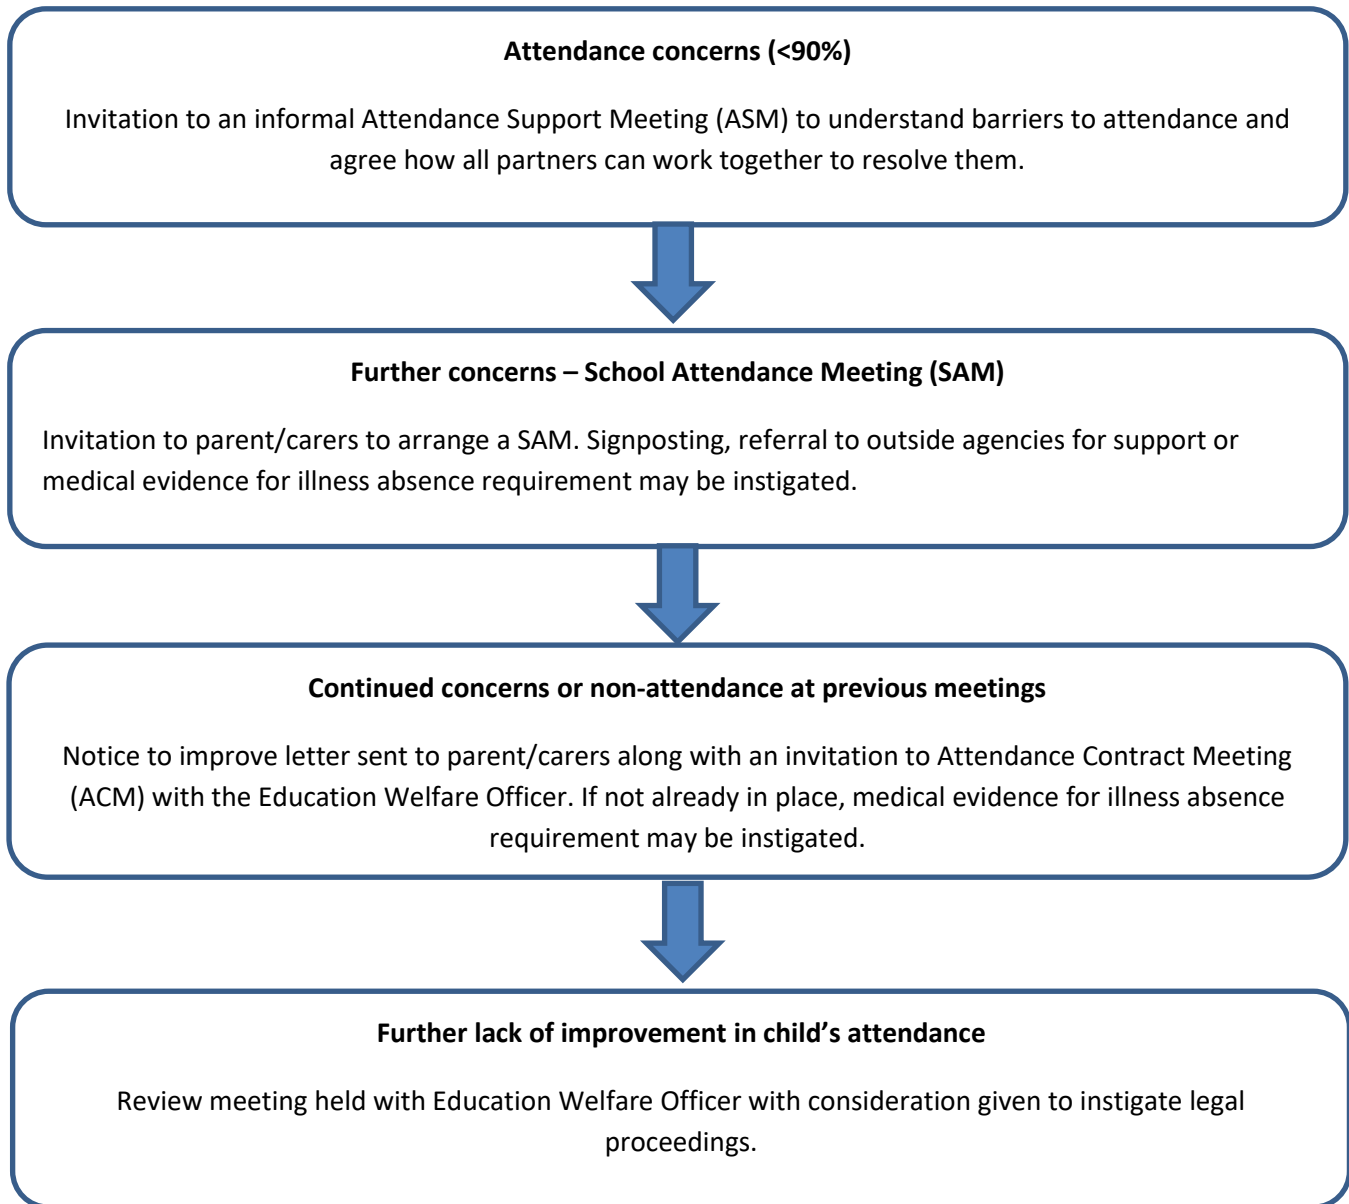 Attendance concerns (<90%)
Invitation to an informal Attendance Support Meeting (ASM) to understand barriers to attendance and
agree how all partners can work together to resolve them.
Further concerns – School Attendance Meeting (SAM)
Invitation to parent/carers to arrange a SAM. Signposting, referral to outside agencies for support or
medical evidence for illness absence requirement may be instigated.
Continued concerns or non-attendance at previous meetings
Notice to improve letter sent to parent/carers along with an invitation to Attendance Contract Meeting
(ACM) with the Education Welfare Officer. If not already in place, medical evidence for illness absence
requirement may be instigated.
Further lack of improvement in child’s attendance
Review meeting held with Education Welfare Officer with consideration given to instigate legal
proceedings.